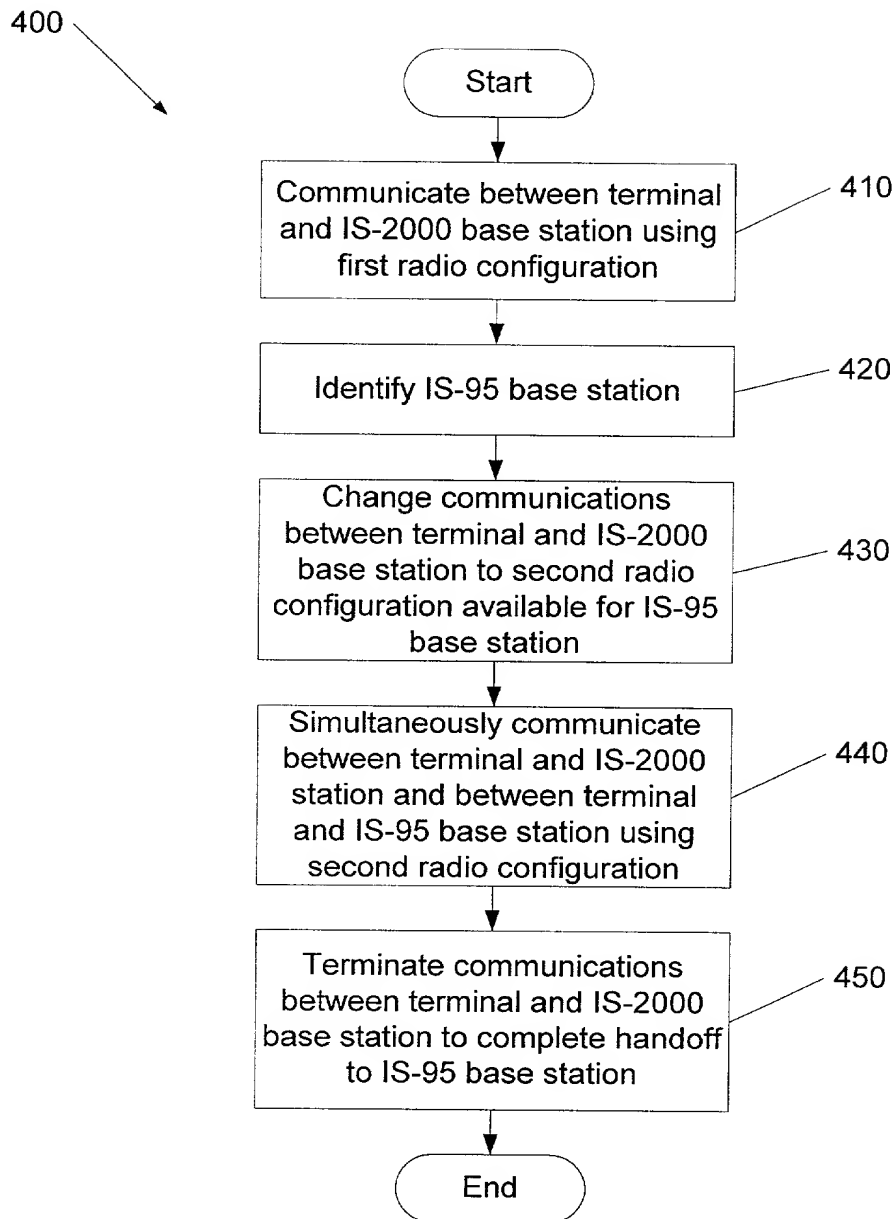 400
Start
Communicate between terminal
and IS-2000 base station using
first radio configuration
410
Identify IS-95 base station
420
Change communications
between terminal and IS-2000
base station to second radio
configuration available for IS-95
base station
430
Simultaneously communicate
between terminal and IS-2000
station and between terminal
and IS-95 base station using
second radio configuration
440
Terminate communications
between terminal and IS-2000
base station to complete handoff
to IS-95 base station
450
End